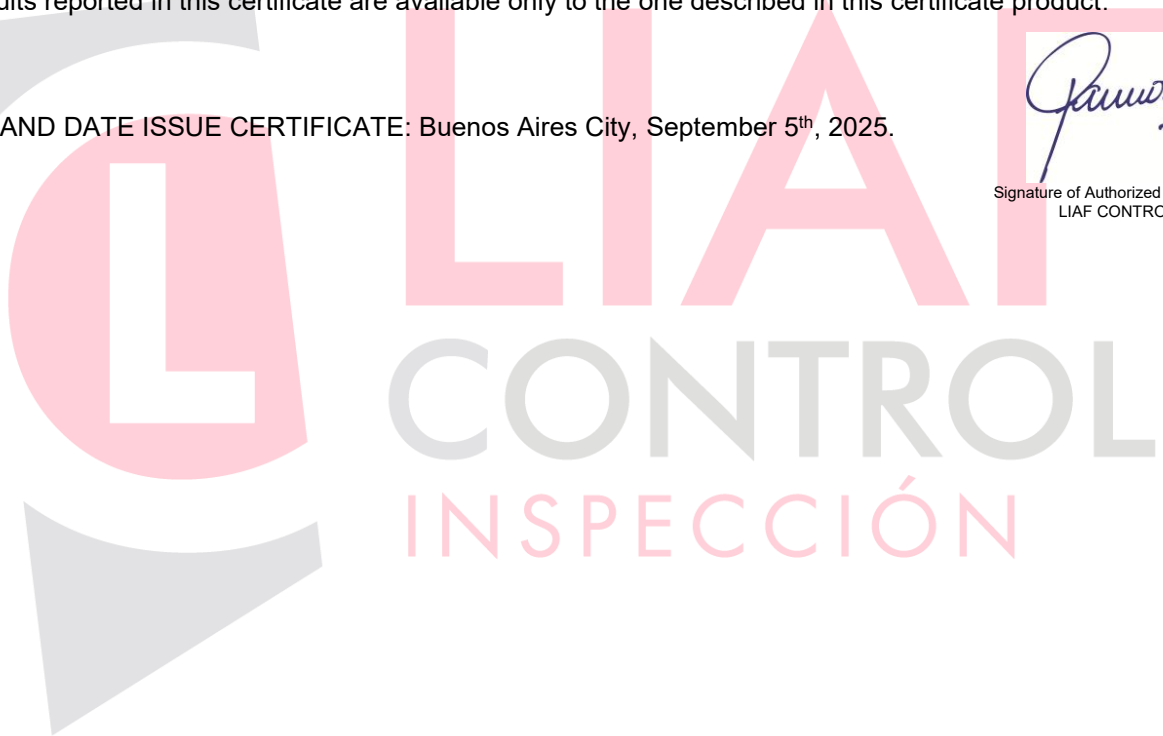 results reported in this certificate are available only to the one described in this certificate product.
AND DATE ISSUE CERTIFICATE: Buenos Aires City, September 5th, 2025.
Signature of Authorized
LIAF CONTRO
L
LIAF
CONTROL
INSPECCIÓN